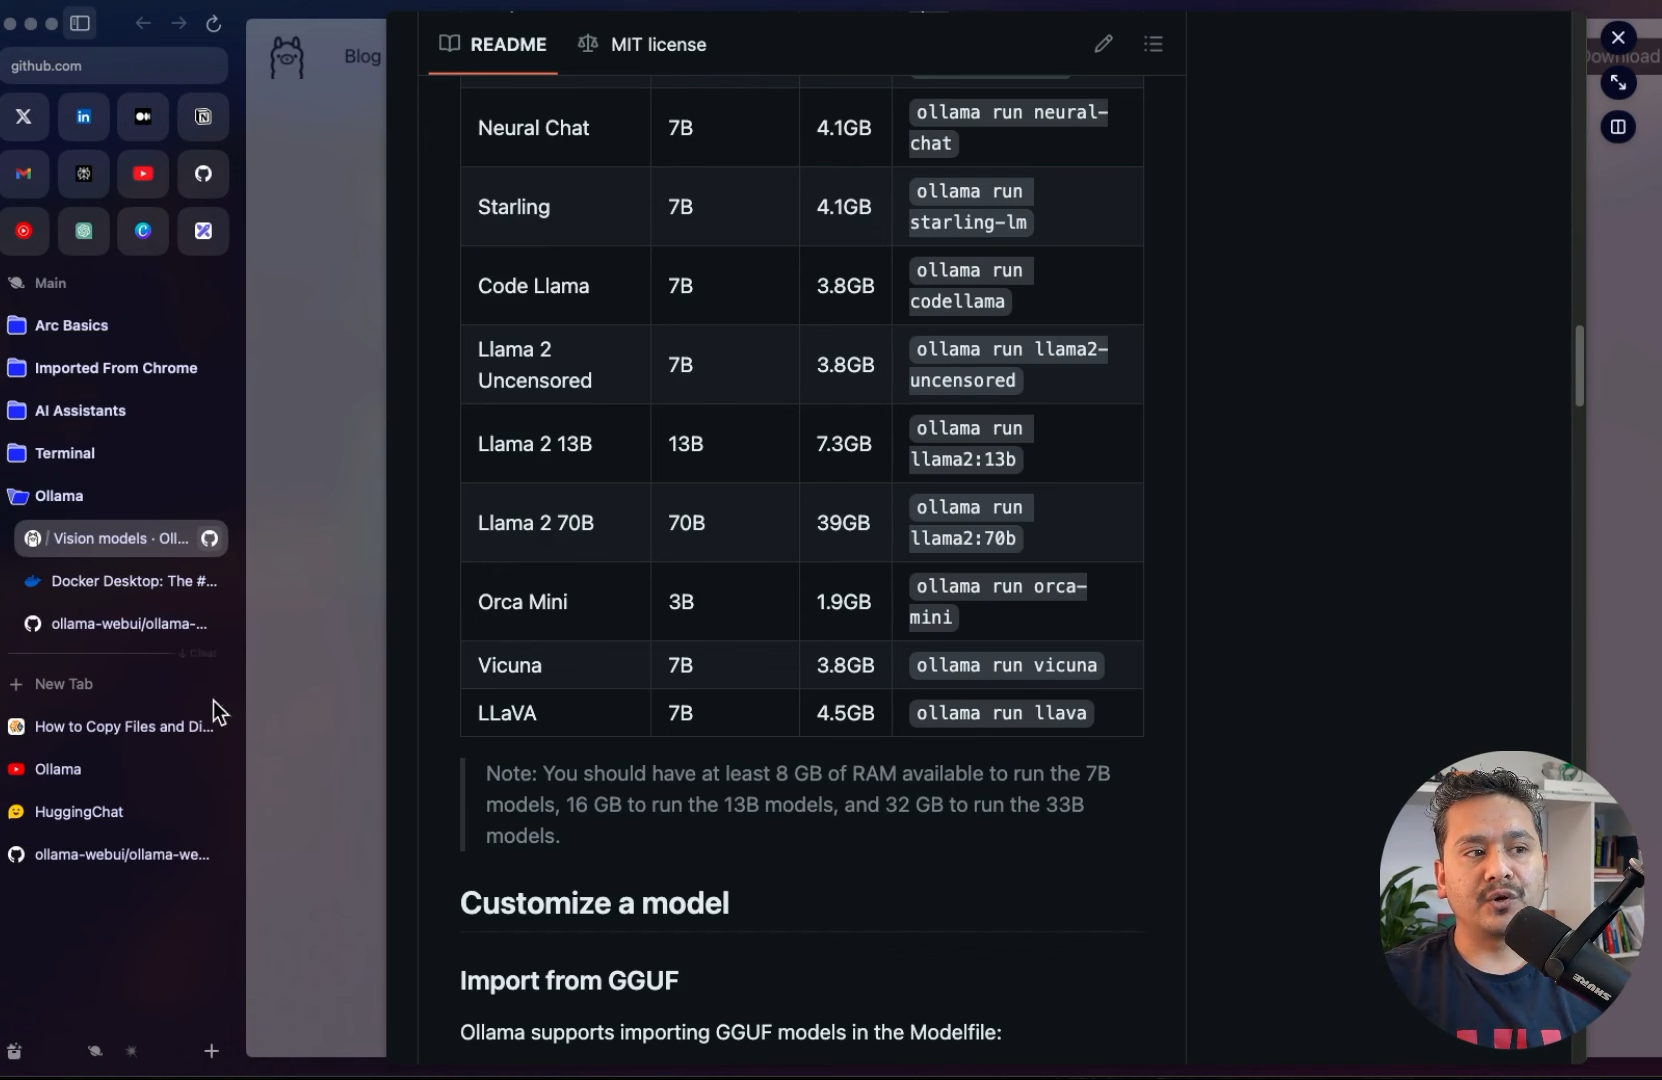 github.com
Main
Arc Basics
Imported From Chrome
AI Assistants
Terminal
Ollama
/ Vision models · Oll...
Docker Desktop: The #...
ollama-webui/ollama-...
↓ Clear
+ New Tab
How to Copy Files and Di...
Ollama
HuggingChat
ollama-webui/ollama-we...
Blog
Download
README
MIT license
Neural Chat 7B 4.1GB ollama run neural-
chat
Starling 7B 4.1GB ollama run
starling-lm
Code Llama 7B 3.8GB ollama run
codellama
Llama 2
Uncensored 7B 3.8GB ollama run llama2-
uncensored
Llama 2 13B 13B 7.3GB ollama run
llama2:13b
Llama 2 70B 70B 39GB ollama run
llama2:70b
Orca Mini 3B 1.9GB ollama run orca-
mini
Vicuna 7B 3.8GB ollama run vicuna
LLaVA 7B 4.5GB ollama run llava
Note: You should have at least 8 GB of RAM available to run the 7B
models, 16 GB to run the 13B models, and 32 GB to run the 33B
models.
Customize a model
Import from GGUF
Ollama supports importing GGUF models in the Modelfile:
SHURE